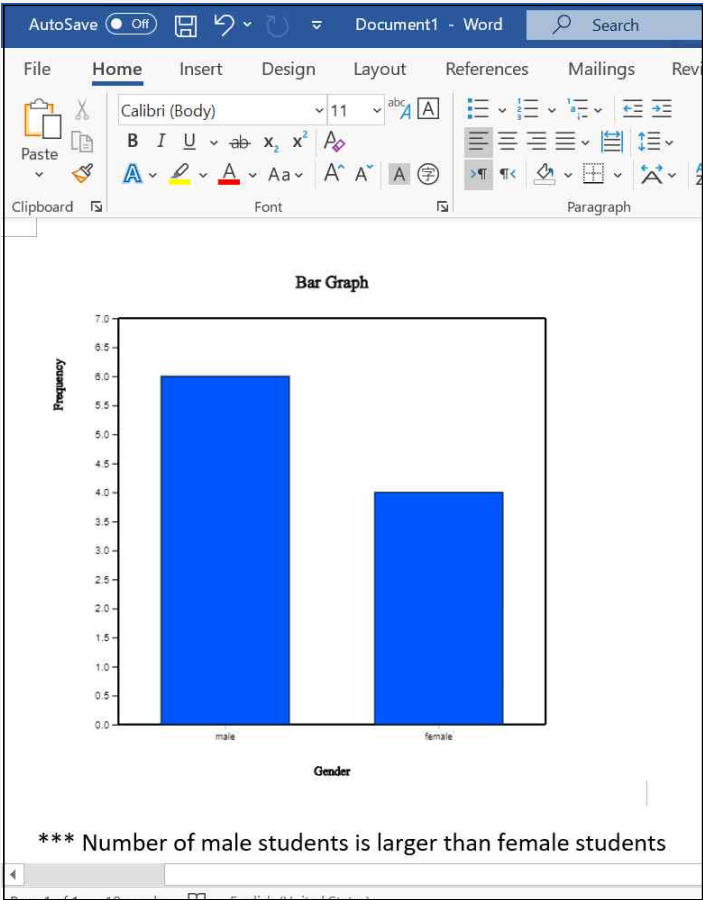 AutoSave Off Document1 - Word Search
File Home Insert Design Layout References Mailings
Calibri (Body) 11 abc A A
Paste B I U ab x2 x2 A
A A Aa A A A 字
Clipboard Font Paragraph
Bar Graph
Frequency
7.0
6.5
6.0
5.5
5.0
4.5
4.0
3.5
3.0
2.5
2.0
1.5
1.0
0.5
0.0
male female
Gender
*** Number of male students is larger than female students